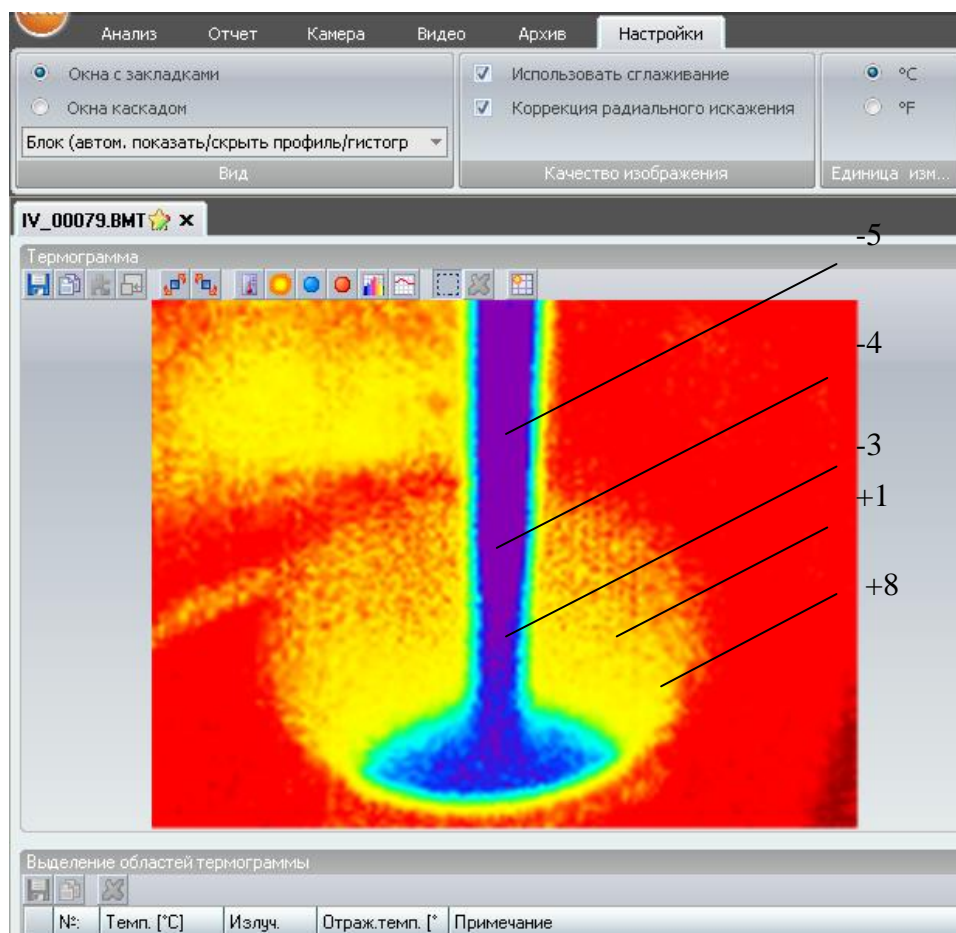 Анализ Отчет Камера Видео Архив Настройки
Окна с закладками
Окна каскадом
Блок (автом. показать/скрыть профиль/гистогр
Вид
Использовать сглаживание
Коррекция радиального искажения
Качество изображения
°C
°F
Единица изм...
IV_00079.BMT
Термограмма
-5
-4
-3
+1
+8
Выделение областей термограммы
№: Темп. [°C] Излуч. Отраж.темп. [° Примечание